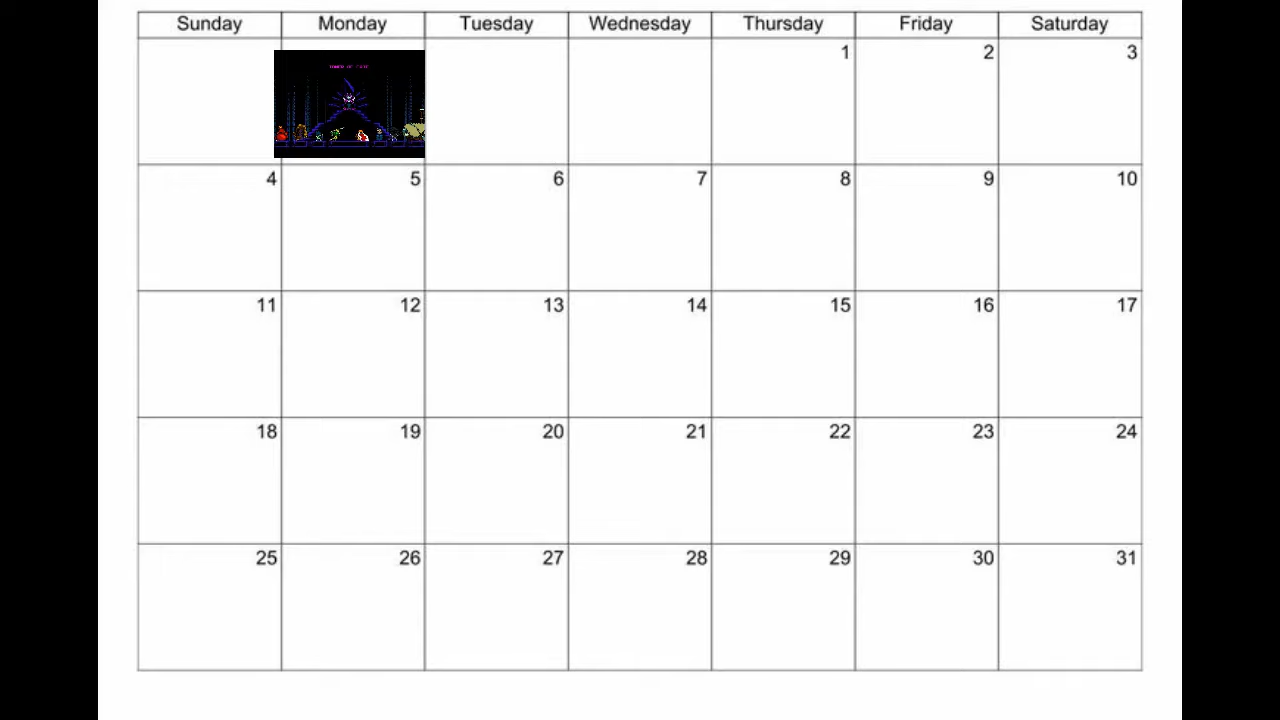 Sunday Monday Tuesday Wednesday Thursday Friday Saturday
1 2 3
4 5 6 7 8 9 10
11 12 13 14 15 16 17
18 19 20 21 22 23 24
25 26 27 28 29 30 31